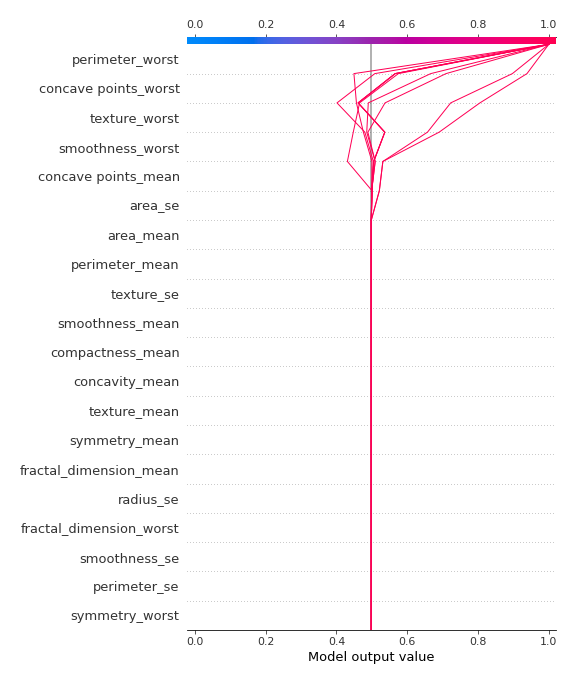 0.0 0.2 0.4 0.6 0.8 1.0
perimeter_worst
concave points_worst
texture_worst
smoothness_worst
concave points_mean
area_se
area_mean
perimeter_mean
texture_se
smoothness_mean
compactness_mean
concavity_mean
texture_mean
symmetry_mean
fractal_dimension_mean
radius_se
fractal_dimension_worst
smoothness_se
perimeter_se
symmetry_worst
0.0 0.2 0.4 0.6 0.8 1.0
Model output value